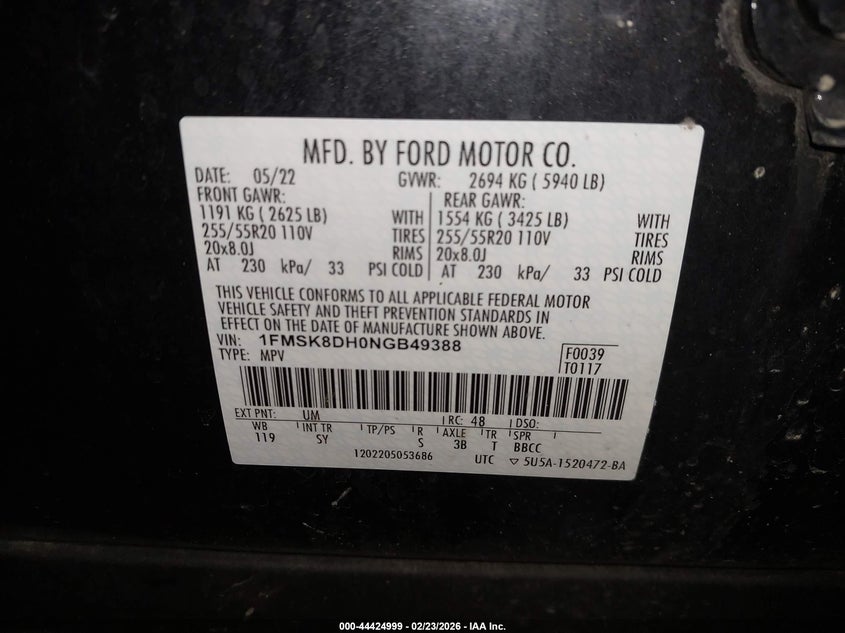 MFD. BY FORD MOTOR CO.
DATE: 05/22 GVWR: 2694 KG ( 5940 LB)
FRONT GAWR: REAR GAWR:
1191 KG ( 2625 LB) WITH 1554 KG ( 3425 LB) WITH
255/55R20 110V TIRES 255/55R20 110V TIRES
20x8.0J RIMS 20x8.0J RIMS
AT 230 kPa/ 33 PSI COLD AT 230 kPa/ 33 PSI COLD
THIS VEHICLE CONFORMS TO ALL APPLICABLE FEDERAL MOTOR
VEHICLE SAFETY AND THEFT PREVENTION STANDARDS IN
EFFECT ON THE DATE OF MANUFACTURE SHOWN ABOVE.
VIN: 1FMSK8DH0NGB49388
TYPE: MPV
F0039
T0117
EXT PNT: UM RC: 48 DSO:
WB INT TR TP/PS R AXLE TR SPR
119 SY S 3B T BBCC
1202205053686 UTC ▽ 5U5A-1520472-BA
000-44424999 — 02/23/2026 — IAA Inc.